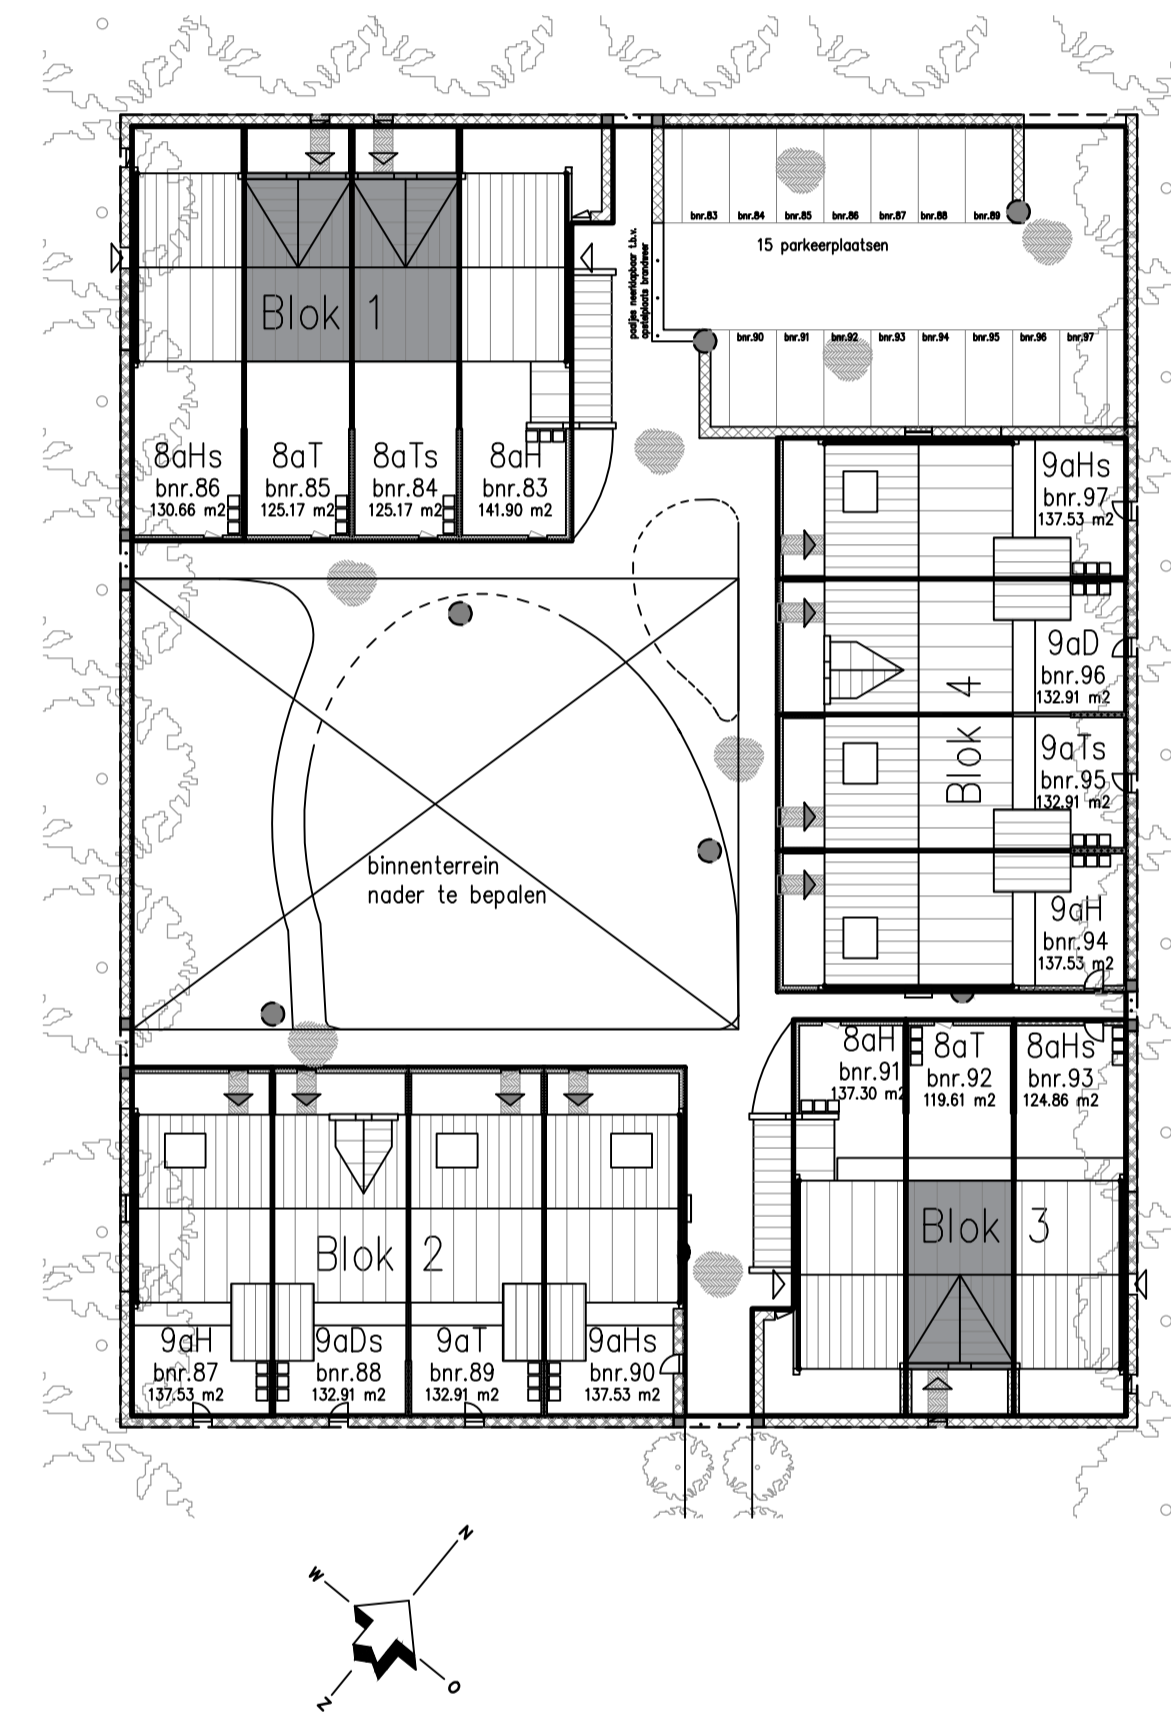 bnr.83 bnr.84 bnr.85 bnr.86 bnr.87 bnr.88 bnr.89
15 parkeerplaatsen
paaltjes neerklapbaar t.b.v.
opstelplaats brandweer
bnr.90 bnr.91 bnr.92 bnr.93 bnr.94 bnr.95 bnr.96 bnr.97
Blok 1
8aHs
bnr.86
130.66 m2
8aT
bnr.85
125.17 m2
8aTs
bnr.84
125.17 m2
8aH
bnr.83
141.90 m2
9aHs
bnr.97
137.53 m2
9aD
bnr.96
132.91 m2
Blok 4
9aTs
bnr.95
132.91 m2
9aH
bnr.94
137.53 m2
binnenterrein
nader te bepalen
8aH
bnr.91
137.30 m2
8aT
bnr.92
119.61 m2
8aHs
bnr.93
124.86 m2
Blok 3
Blok 2
9aH
bnr.87
137.53 m2
9aDs
bnr.88
132.91 m2
9aT
bnr.89
132.91 m2
9aHs
bnr.90
137.53 m2
N
W
O
Z